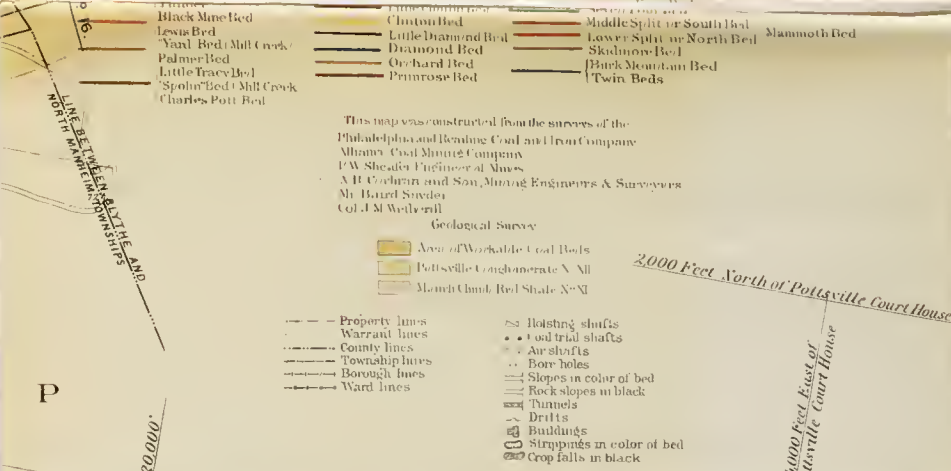 16.
Black Mine Bed
Lewis Bed
"Yard Bed" (Mill Creek)
Palmer Bed
Little Tracy Bed
"Spohn" Bed (Mill Creek
Charles Pott Bed
Clinton Bed
Little Diamond Bed
Diamond Bed
Orchard Bed
Primrose Bed
Middle Split or South Bed
Lower Split or North Bed
Mammoth Bed
Skidmore Bed
Buck Mountain Bed
Twin Beds
LINE BETWEEN BLYTHE AND
NORTH MANHEIM TOWNSHIPS
This map was constructed from the surveys of the
Philadelphia and Reading Coal and Iron Company
Alliance Coal Mining Company
P.W. Sheafer Engineer of Mines
A.B. Cochran and Son, Mining Engineers & Surveyors
Mr. Baird Snyder
Col. J.M. Wetherill
Geological Survey
Area of Workable Coal Beds
Pottsville Conglomerate X XII
Mauch Chunk Red Shale X XI
2,000 Feet North of Pottsville Court House
Property lines
Warrant lines
County lines
Township lines
Borough lines
Ward lines
Hoisting shafts
Coal trial shafts
Air shafts
Bore holes
Slopes in color of bed
Rock slopes in black
Tunnels
Drifts
Buildings
Strippings in color of bed
Crop falls in black
P
000 Feet East of
ttsville Court House